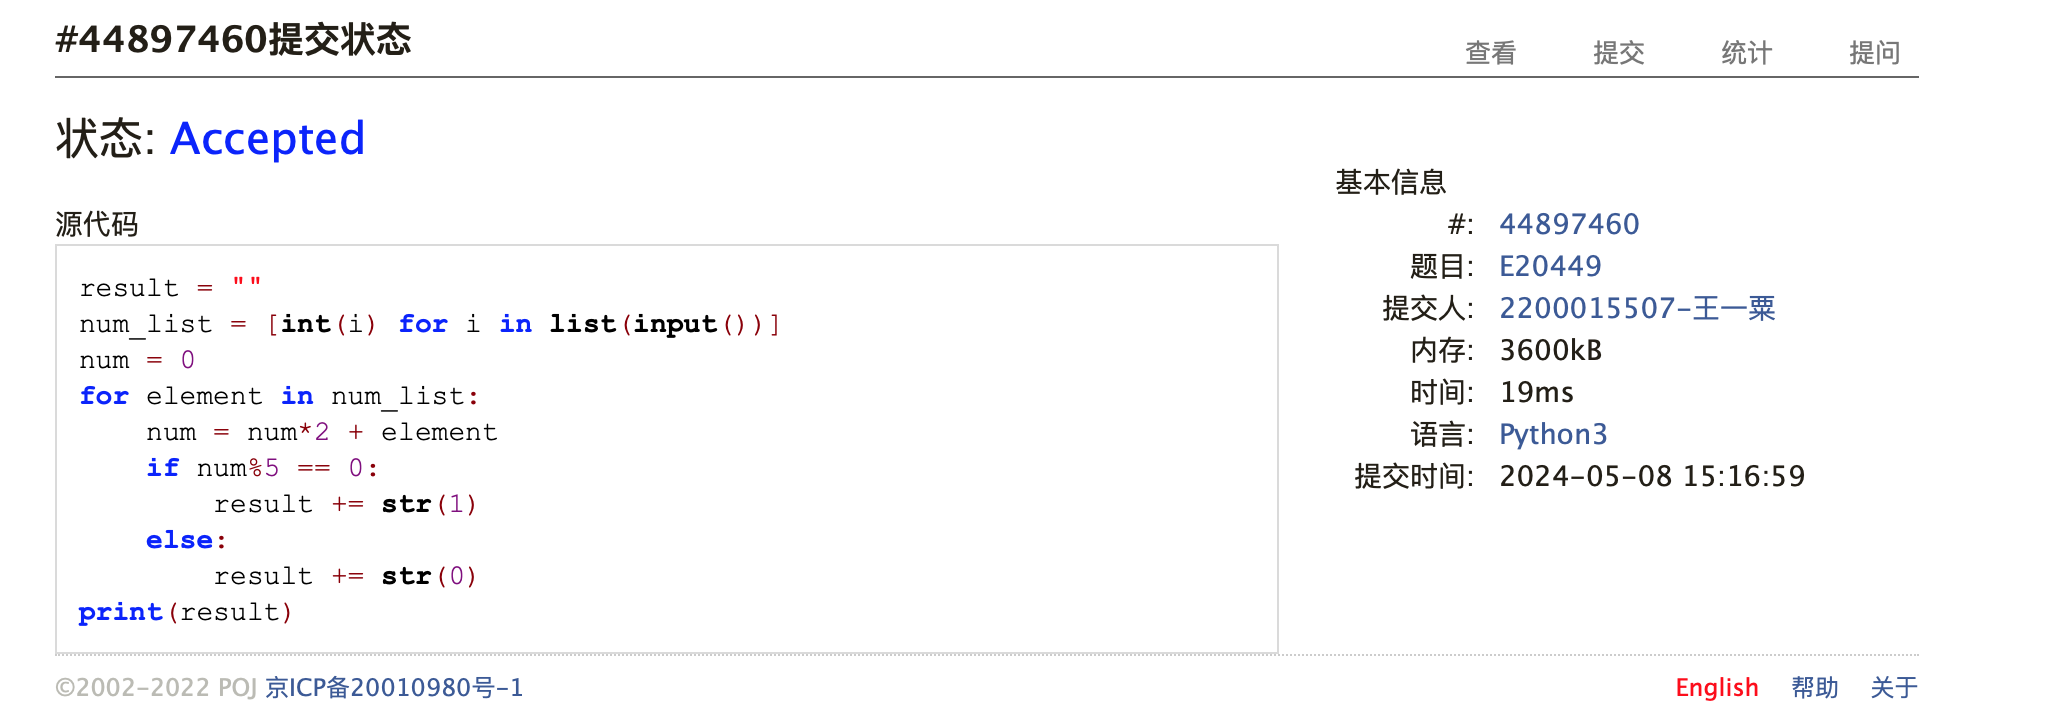 #44897460提交状态
查看 提交 统计 提问
状态: Accepted
源代码
result = ""
num_list = [int(i) for i in list(input())]
num = 0
for element in num_list:
    num = num*2 + element
    if num%5 == 0:
        result += str(1)
    else:
        result += str(0)
print(result)
基本信息
#: 44897460
题目: E20449
提交人: 2200015507-王一粟
内存: 3600kB
时间: 19ms
语言: Python3
提交时间: 2024-05-08 15:16:59
©2002-2022 POJ 京ICP备20010980号-1
English 帮助 关于